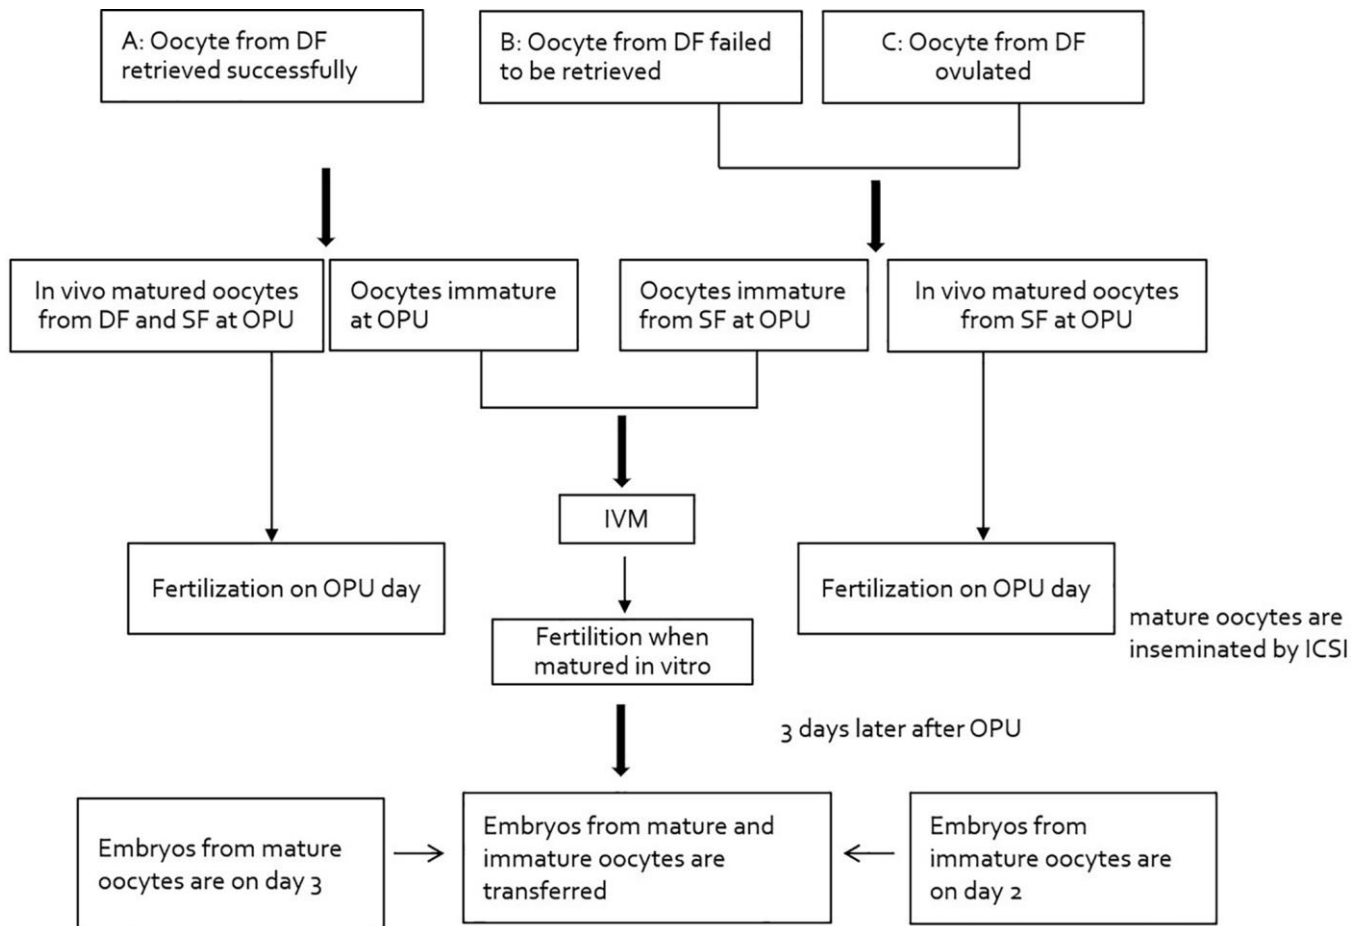 A: Oocyte from DF
retrieved successfully
B: Oocyte from DF failed
to be retrieved
C: Oocyte from DF
ovulated
In vivo matured oocytes
from DF and SF at OPU
Oocytes immature
at OPU
Oocytes immature
from SF at OPU
In vivo matured oocytes
from SF at OPU
IVM
Fertilization on OPU day
Fertilization on OPU day
mature oocytes are
inseminated by ICSI
Fertilition when
matured in vitro
3 days later after OPU
Embryos from mature
oocytes are on day 3
Embryos from mature and
immature oocytes are
transferred
Embryos from
immature oocytes are
on day 2